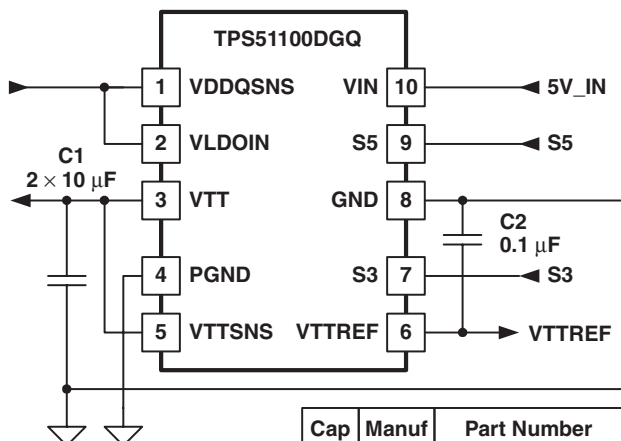 TPS51100DGQ
1 VDDQSNS VIN 10 5V_IN
2 VLDOIN S5 9 S5
C1
2 × 10 µF
3 VTT GND 8
C2
0.1 µF
4 PGND S3 7 S3
5 VTTSNS VTTREF 6 VTTREF
Cap Manuf Part Number